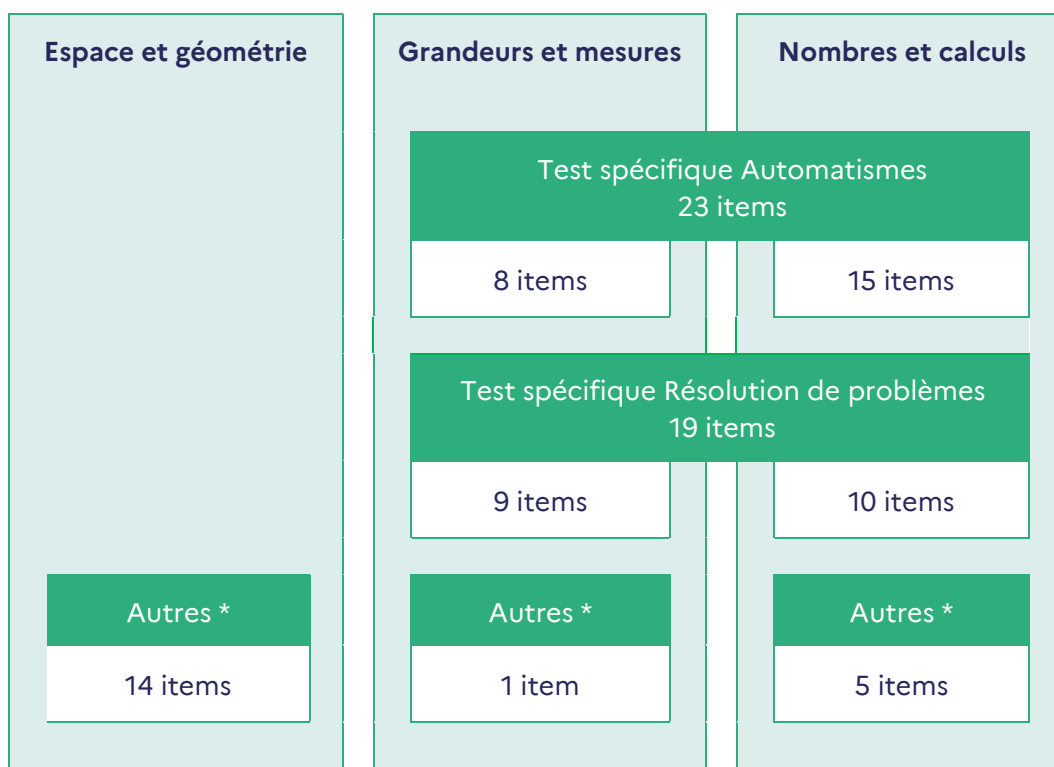 Espace et géométrie
Grandeurs et mesures
Nombres et calculs
Test spécifique Automatismes
23 items
8 items
15 items
Test spécifique Résolution de problèmes
19 items
9 items
10 items
Autres *
Autres *
Autres *
14 items
1 item
5 items